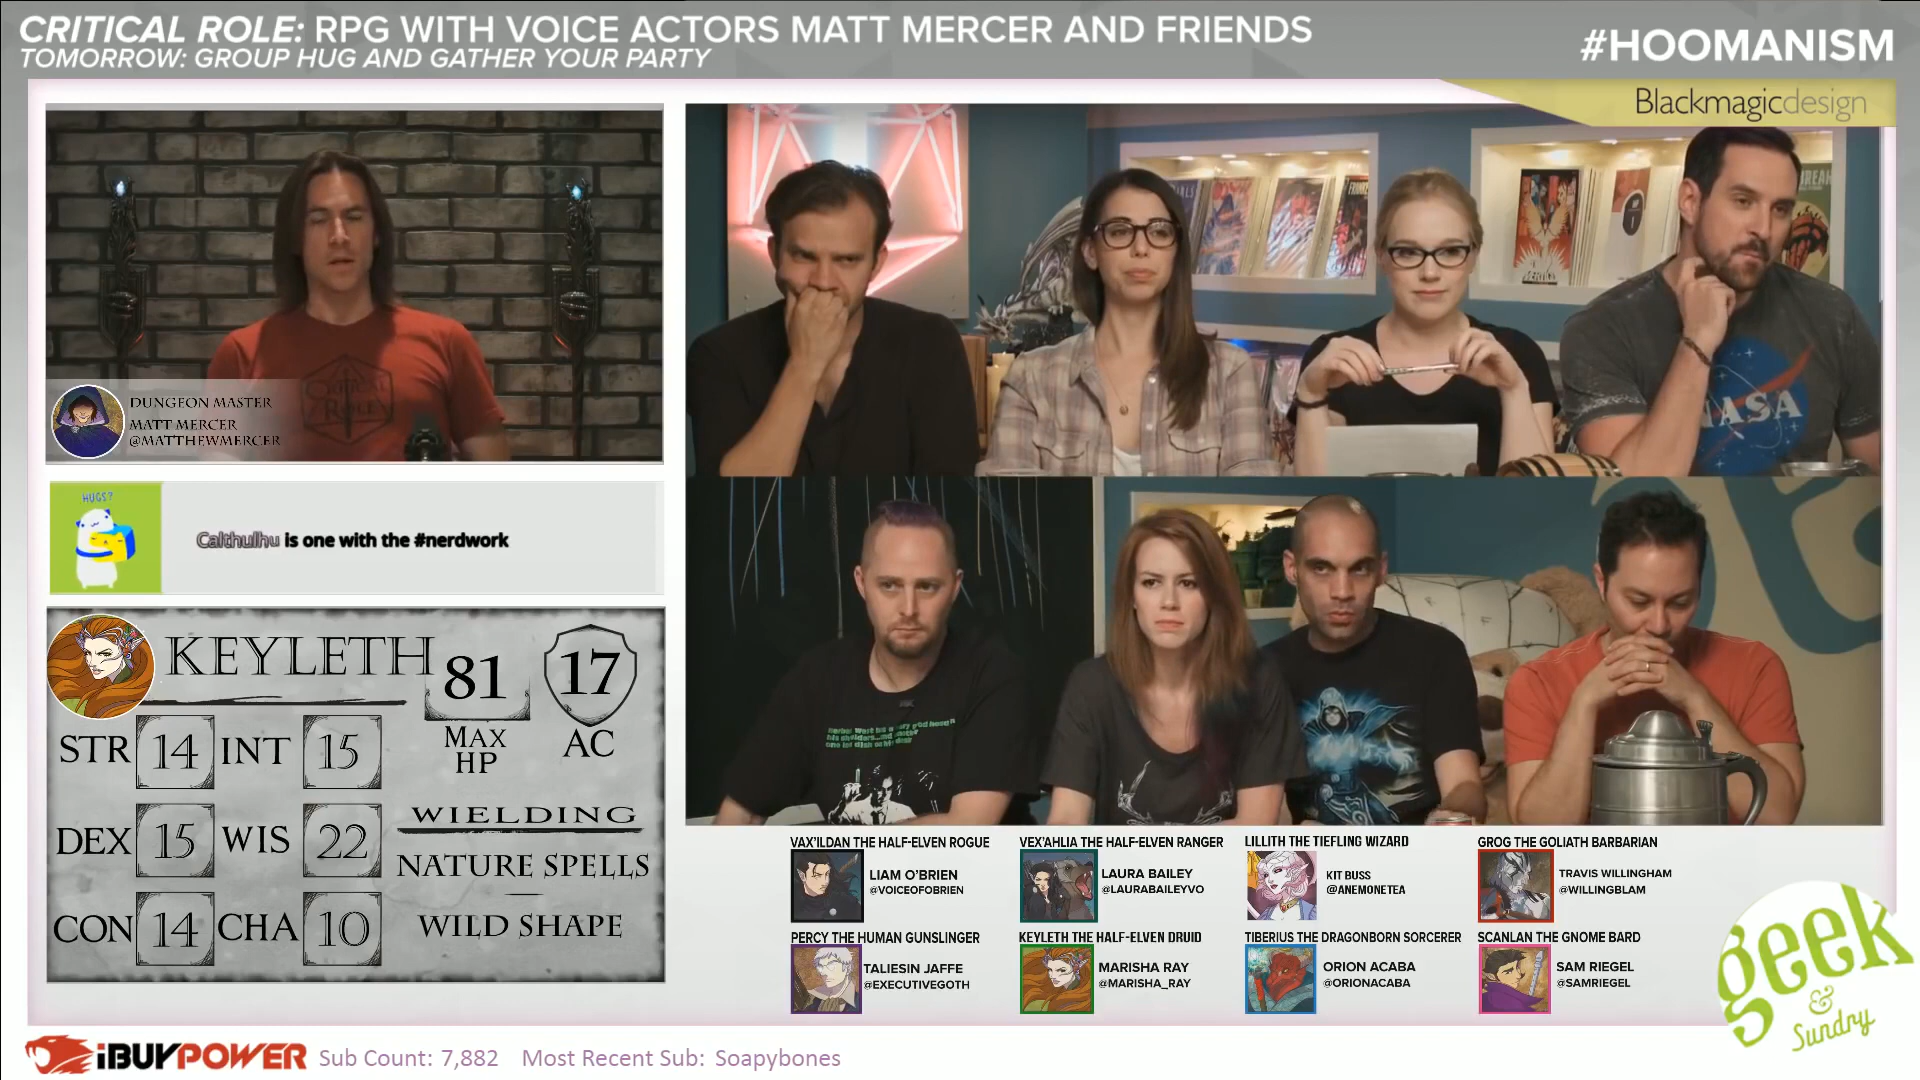 CRITICAL ROLE: RPG WITH VOICE ACTORS MATT MERCER AND FRIENDS
TOMORROW: GROUP HUG AND GATHER YOUR PARTY
#HOOMANISM
Blackmagicdesign
DUNGEON MASTER
MATT MERCER
@MATTHEWMERCER
CRITICAL
ROLE
NASA
HUGS?
Calthulhu is one with the #nerdwork
KEYLETH
81
MAX
HP
17
AC
STR 14 INT 15
DEX 15 WIS 22
CON 14 CHA 10
WIELDING
NATURE SPELLS
WILD SHAPE
VAX'ILDAN THE HALF-ELVEN ROGUE
LIAM O'BRIEN
@VOICEOFOBRIEN
VEX'AHLIA THE HALF-ELVEN RANGER
LAURA BAILEY
@LAURABAILEYVO
LILLITH THE TIEFLING WIZARD
KIT BUSS
@ANEMONETEA
GROG THE GOLIATH BARBARIAN
TRAVIS WILLINGHAM
@WILLINGBLAM
PERCY THE HUMAN GUNSLINGER
TALIESIN JAFFE
@EXECUTIVEGOTH
KEYLETH THE HALF-ELVEN DRUID
MARISHA RAY
@MARISHA_RAY
TIBERIUS THE DRAGONBORN SORCERER
ORION ACABA
@ORIONACABA
SCANLAN THE GNOME BARD
SAM RIEGEL
@SAMRIEGEL
geek
&
Sundry
iBUYPOWER
Sub Count: 7,882 Most Recent Sub: Soapybones